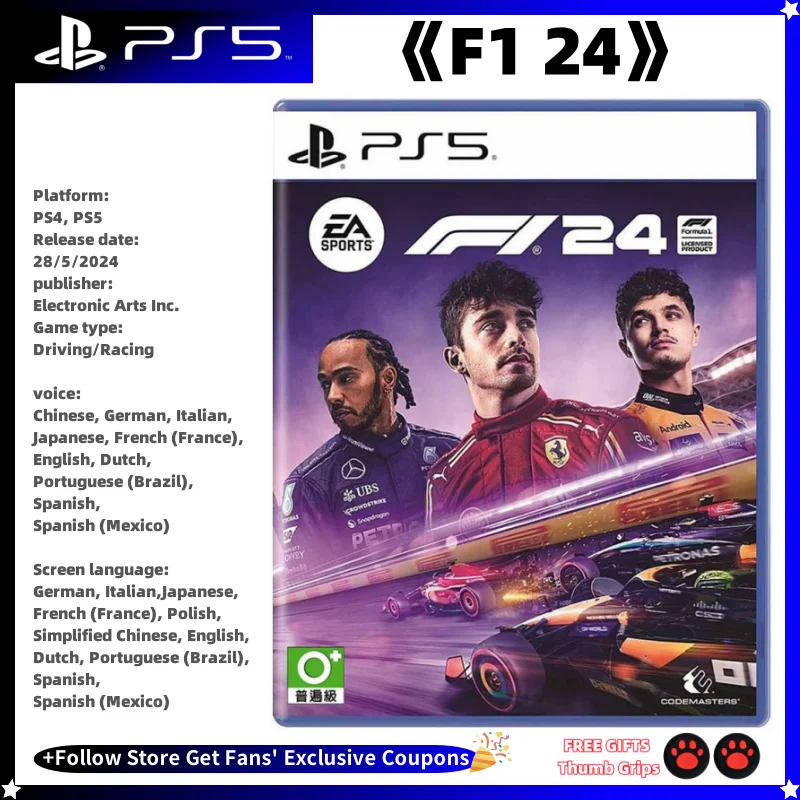 PS5
《F1 24》
Platform:
PS4, PS5
Release date:
28/5/2024
publisher:
Electronic Arts Inc.
Game type:
Driving/Racing
voice:
Chinese, German, Italian,
Japanese, French (France),
English, Dutch,
Portuguese (Brazil),
Spanish,
Spanish (Mexico)
Screen language:
German, Italian,Japanese,
French (France), Polish,
Simplified Chinese, English,
Dutch, Portuguese (Brazil),
Spanish,
Spanish (Mexico)
PS5
EA
SPORTS
F1 24
F1
Formula 1
LICENSED
PRODUCT
UBS
CROWDSTRIKE
Snapdragon
PETRO
Android
PETRONAS
普遍級
CODEMASTERS
+Follow Store Get Fans' Exclusive Coupons
FREE GIFTS
Thumb Grips